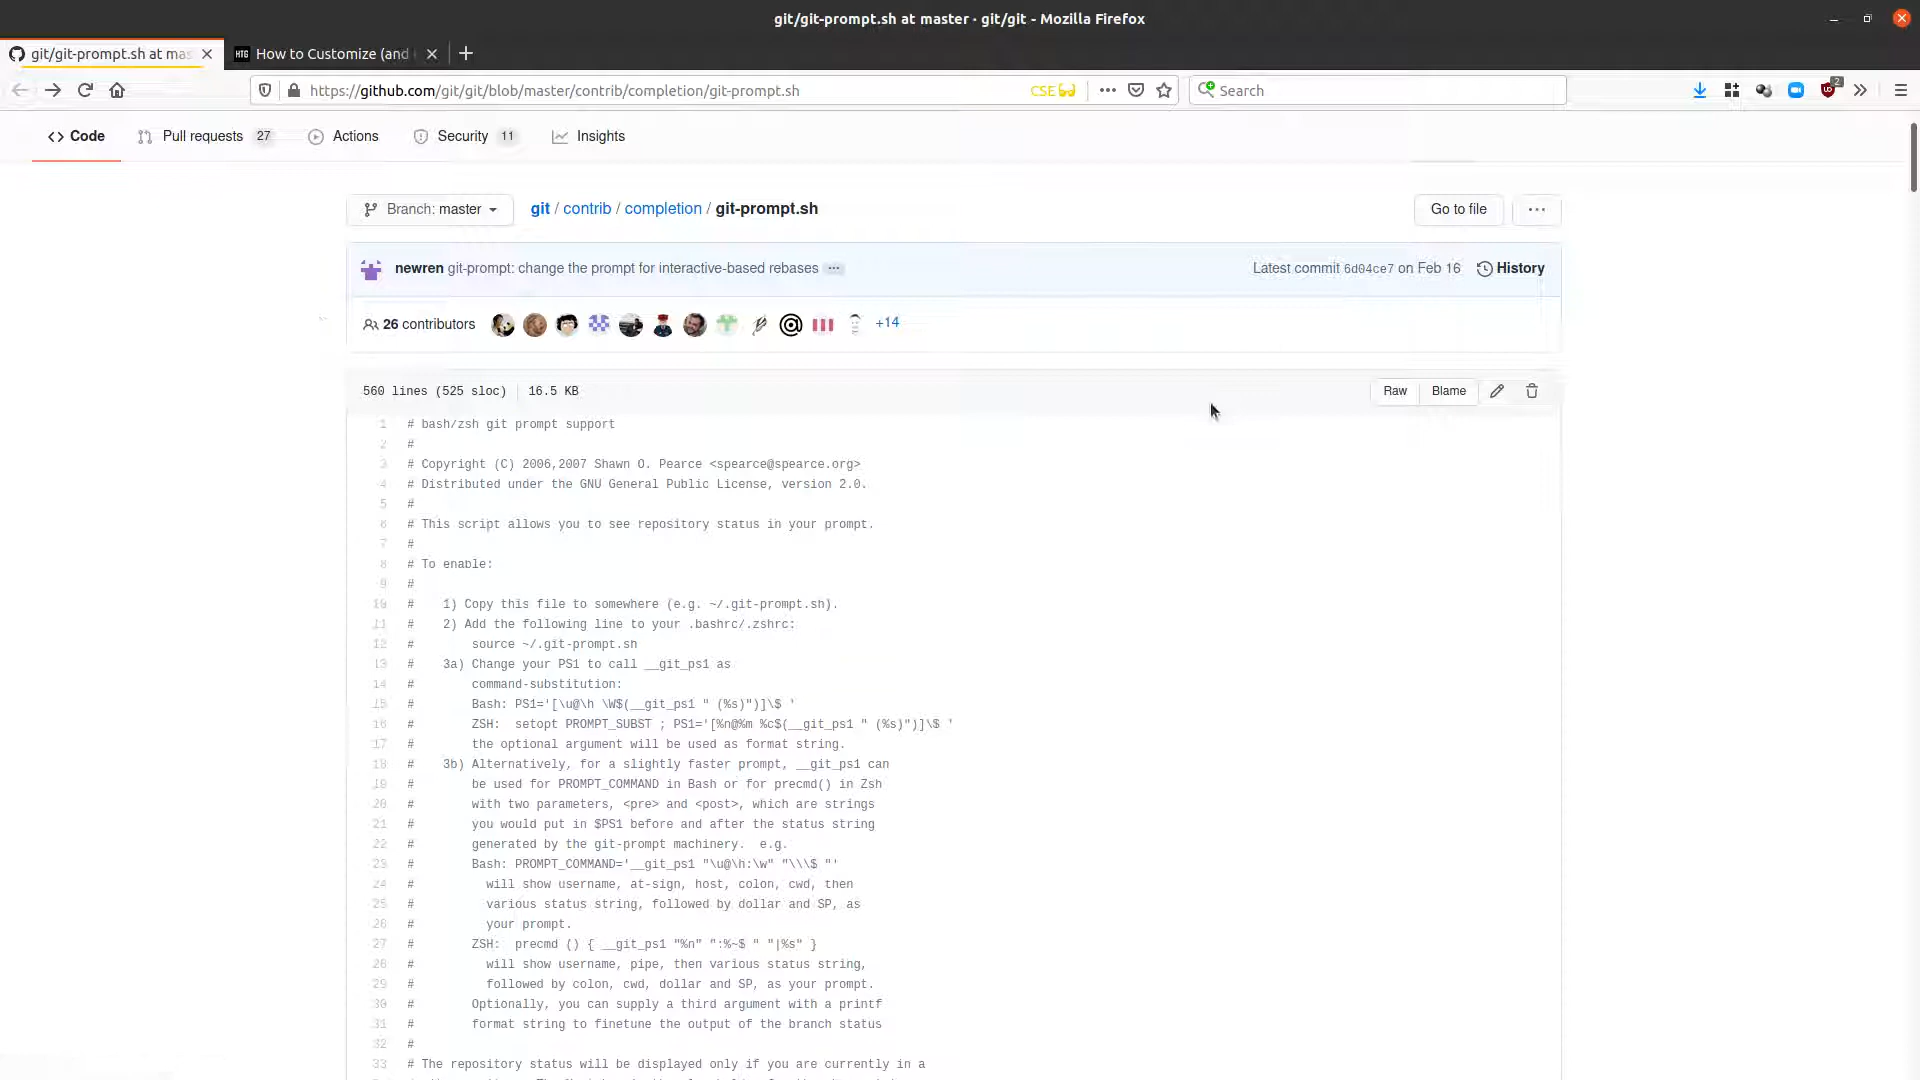 git/git-prompt.sh at master · git/git - Mozilla Firefox
git/git-prompt.sh at mas
HTG How to Customize (and
https://github.com/git/git/blob/master/contrib/completion/git-prompt.sh
CSE
Search
2
Code
Pull requests 27
Actions
Security 11
Insights
Branch: master
git / contrib / completion / git-prompt.sh
Go to file
newren git-prompt: change the prompt for interactive-based rebases
Latest commit 6d04ce7 on Feb 16
History
26 contributors
+14
560 lines (525 sloc) 16.5 KB
Raw
Blame
1 # bash/zsh git prompt support
2 #
3 # Copyright (C) 2006,2007 Shawn O. Pearce <spearce@spearce.org>
4 # Distributed under the GNU General Public License, version 2.0.
5 #
6 # This script allows you to see repository status in your prompt.
7 #
8 # To enable:
9 #
10 # 1) Copy this file to somewhere (e.g. ~/.git-prompt.sh).
11 # 2) Add the following line to your .bashrc/.zshrc:
12 # source ~/.git-prompt.sh
13 # 3a) Change your PS1 to call __git_ps1 as
14 # command-substitution:
15 # Bash: PS1='[\u@\h \W$(__git_ps1 " (%s)")]\$ '
16 # ZSH: setopt PROMPT_SUBST ; PS1='[%n@%m %c$(__git_ps1 " (%s)")]\$ '
17 # the optional argument will be used as format string.
18 # 3b) Alternatively, for a slightly faster prompt, __git_ps1 can
19 # be used for PROMPT_COMMAND in Bash or for precmd() in Zsh
20 # with two parameters, <pre> and <post>, which are strings
21 # you would put in $PS1 before and after the status string
22 # generated by the git-prompt machinery. e.g.
23 # Bash: PROMPT_COMMAND='__git_ps1 "\u@\h:\w" "\\\$ "'
24 # will show username, at-sign, host, colon, cwd, then
25 # various status string, followed by dollar and SP, as
26 # your prompt.
27 # ZSH: precmd () { __git_ps1 "%n" ":%~$ " "|%s" }
28 # will show username, pipe, then various status string,
29 # followed by colon, cwd, dollar and SP, as your prompt.
30 # Optionally, you can supply a third argument with a printf
31 # format string to finetune the output of the branch status
32 #
33 # The repository status will be displayed only if you are currently in a